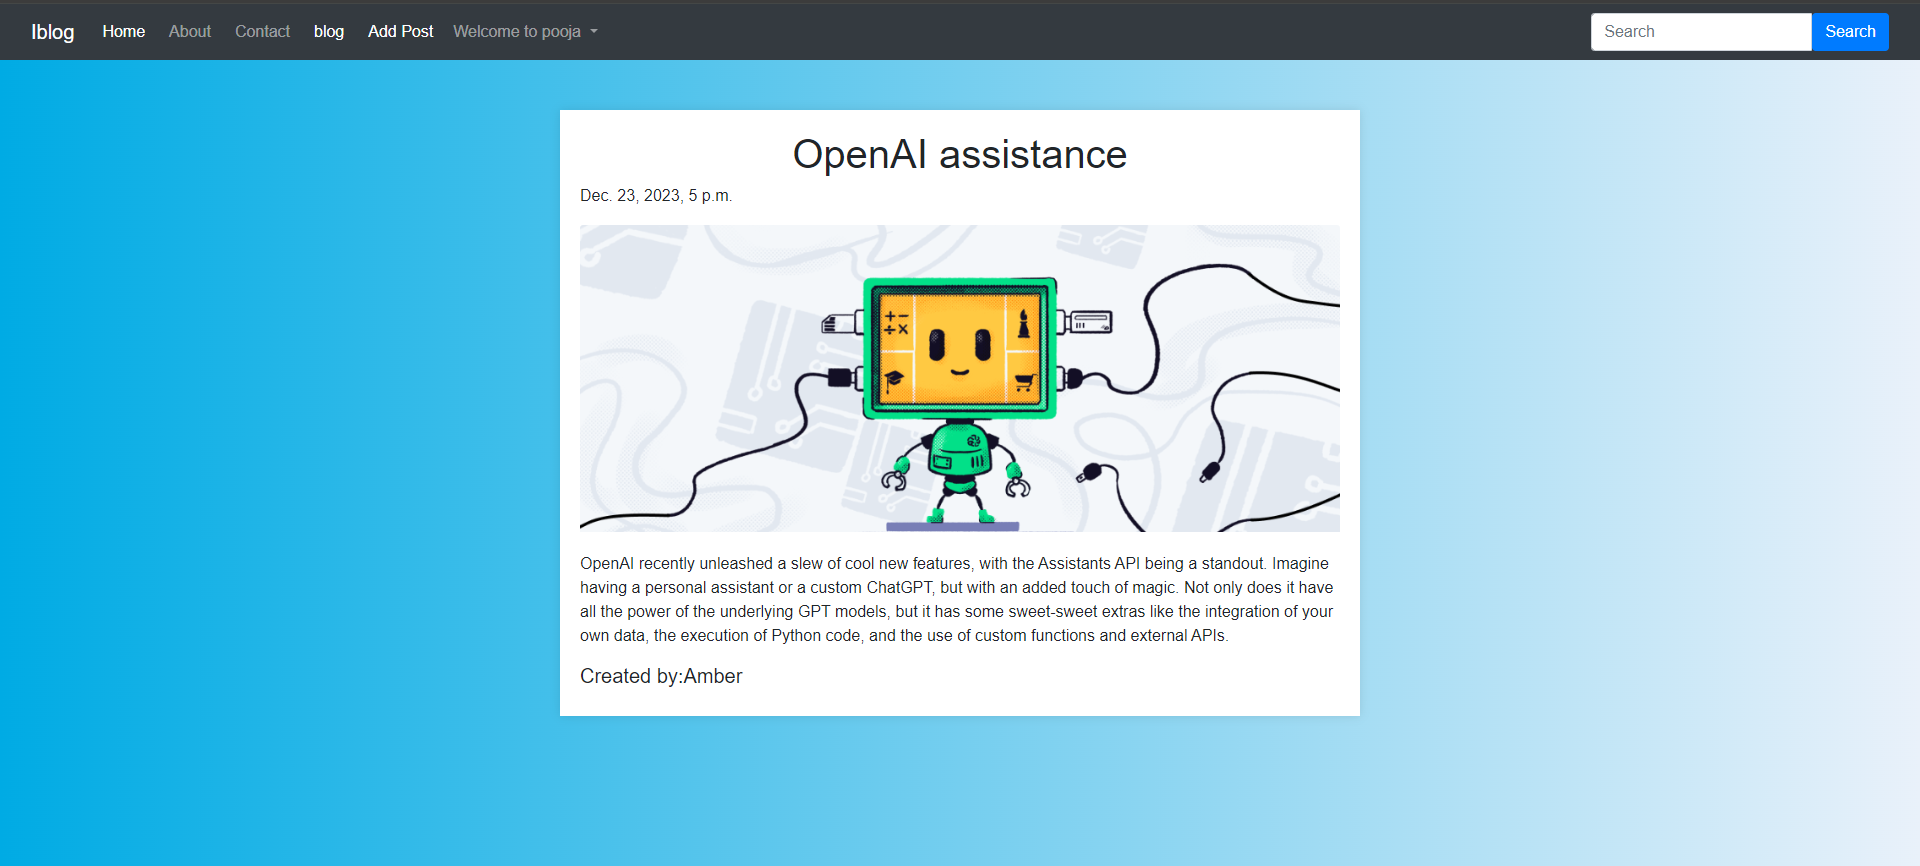 Iblog Home About Contact blog Add Post Welcome to pooja Search Search
OpenAI assistance
Dec. 23, 2023, 5 p.m.
+ −
÷ ×
OpenAI recently unleashed a slew of cool new features, with the Assistants API being a standout. Imagine
having a personal assistant or a custom ChatGPT, but with an added touch of magic. Not only does it have
all the power of the underlying GPT models, but it has some sweet-sweet extras like the integration of your
own data, the execution of Python code, and the use of custom functions and external APIs.
Created by:Amber